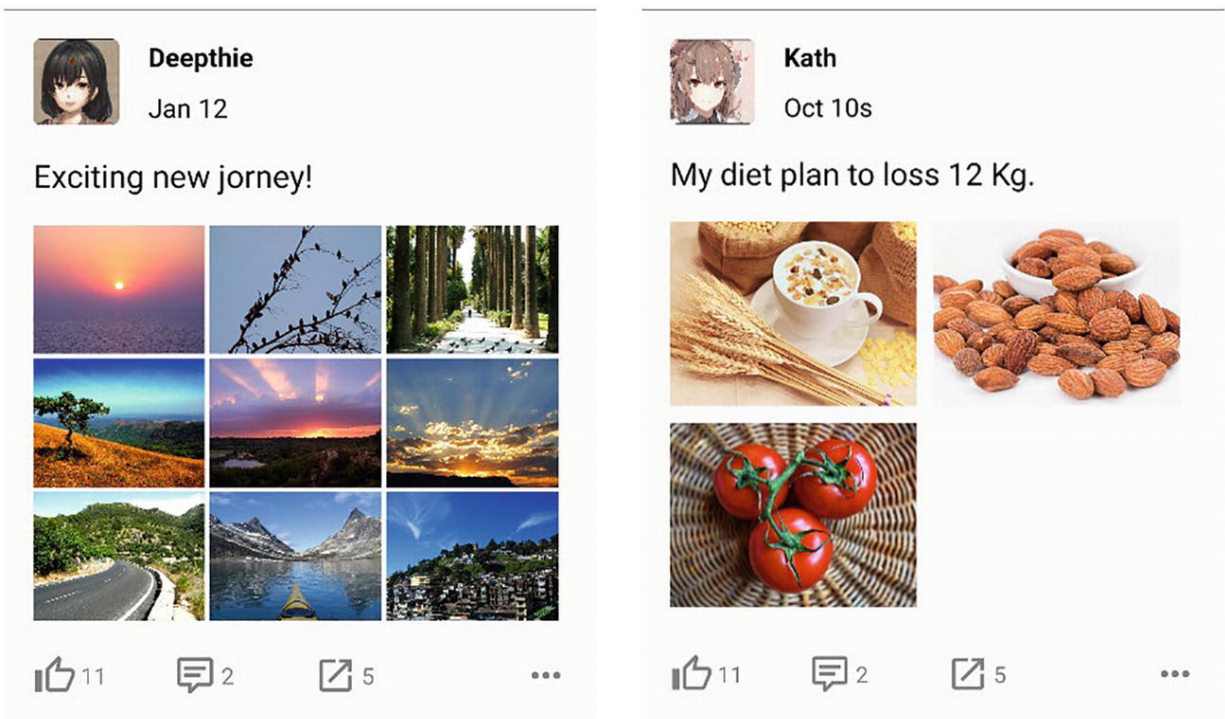 Deepthie
Jan 12
Exciting new jorney!
11 2 5
Kath
Oct 10s
My diet plan to loss 12 Kg.
11 2 5